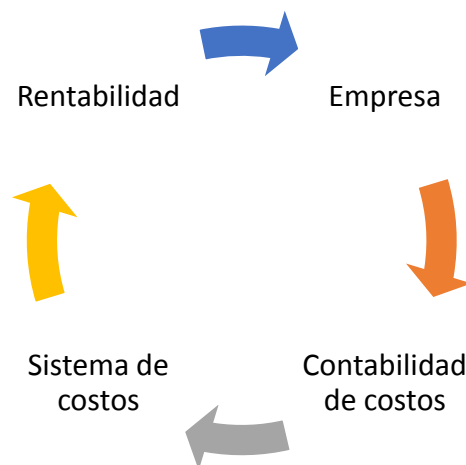 Rentabilidad
Empresa
Sistema de
costos
Contabilidad
de costos